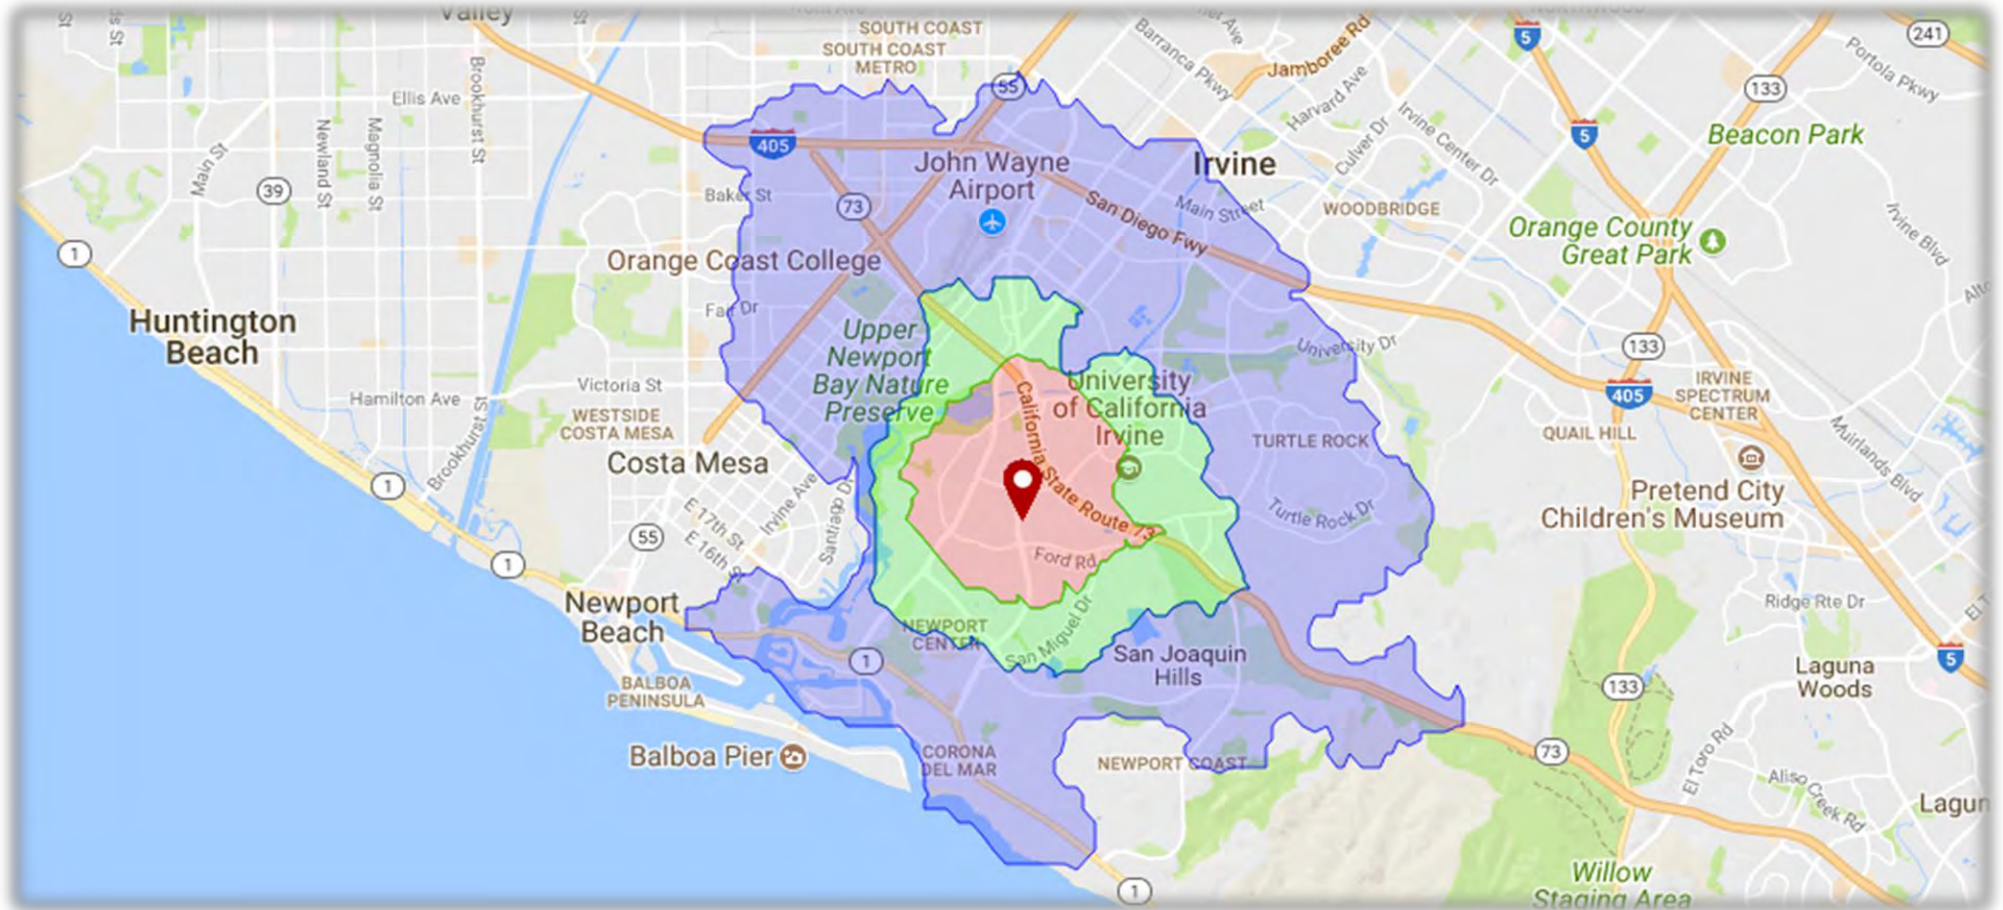 Valley
SOUTH COAST
SOUTH COAST
METRO
55
Barranca Pkwy
Jamboree Rd
Harvard Ave
5
241
Portola Pkwy
133
Ellis Ave
Brookhurst St
Newland St
Magnolia St
Main St
39
405
John Wayne
Airport
Irvine
Culver Dr
Irvine Center Dr
5
Beacon Park
Baker St
73
San Diego Fwy
Main Street
WOODBRIDGE
Orange County
Great Park
Irvine Blvd
1
Orange Coast College
Fair Dr
Huntington
Beach
Upper
Newport
Bay Nature
Preserve
University Dr
133
Victoria St
Hamilton Ave
Brookhurst St
WESTSIDE
COSTA MESA
Costa Mesa
California State Route 73
University
of California
Irvine
TURTLE ROCK
405
IRVINE
SPECTRUM
CENTER
QUAIL HILL
Muirlands Blvd
1
Irvine Ave
Santiago Dr
E 17th St
E 16th St
55
Turtle Rock Dr
Pretend City
Children's Museum
1
Ford Rd
Newport
Beach
NEWPORT
CENTER
San Miguel Dr
San Joaquin
Hills
Ridge Rte Dr
5
Laguna
Woods
133
1
BALBOA
PENINSULA
Balboa Pier
CORONA
DEL MAR
NEWPORT COAST
73
El Toro Rd
Aliso Creek Rd
Lagun
1
Willow
Staging Area